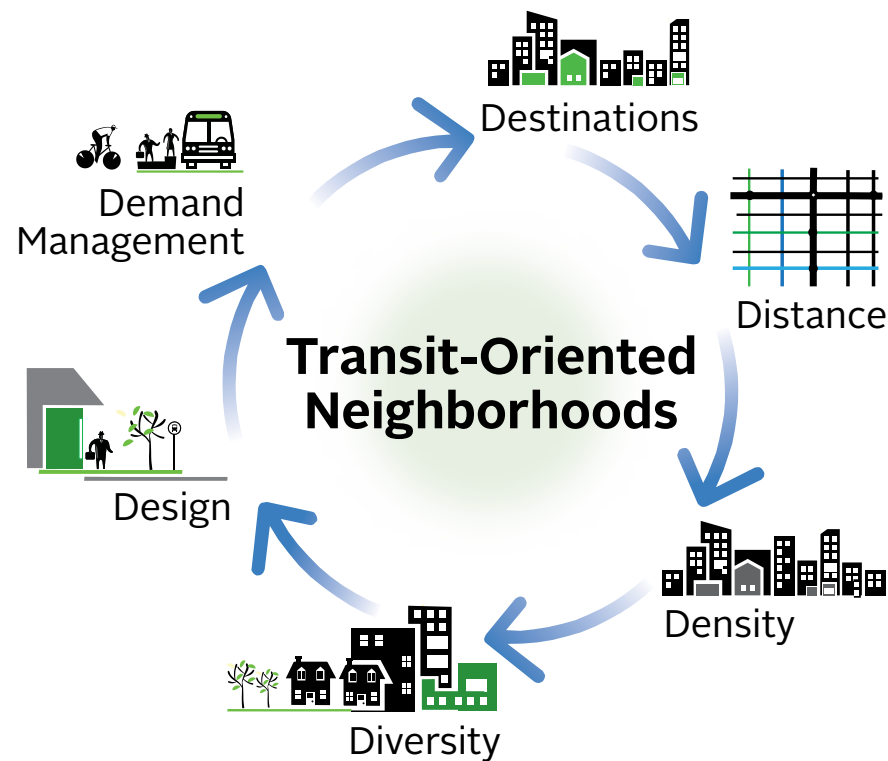 Destinations
Demand
Management
Distance
Transit-Oriented
Neighborhoods
Design
Density
Diversity